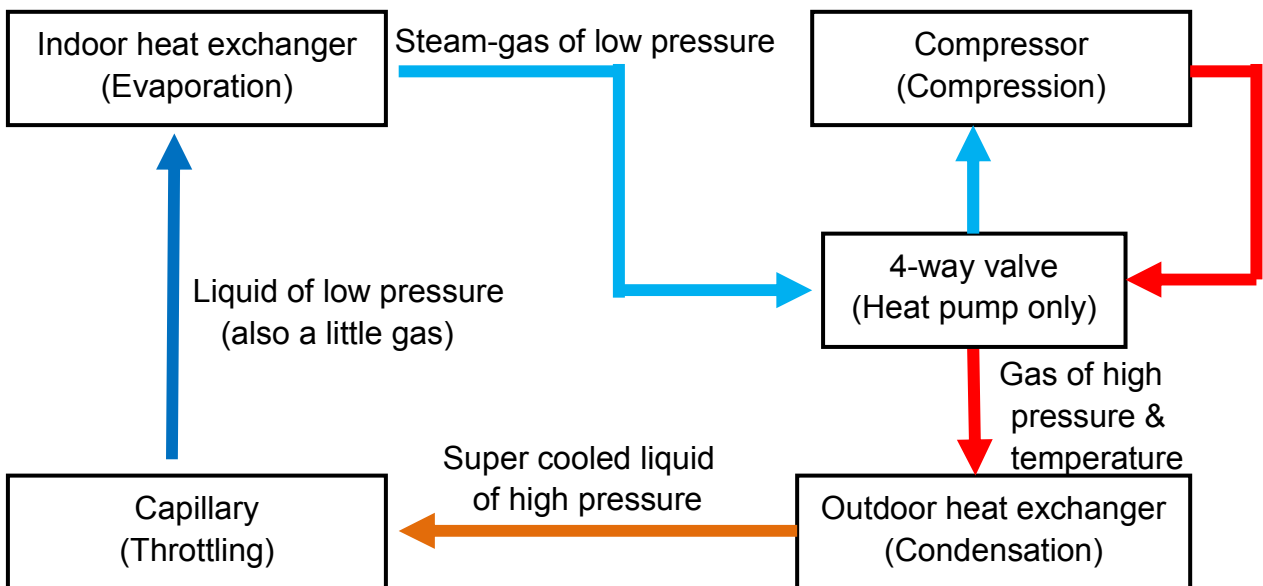 Indoor heat exchanger
(Evaporation)
Steam-gas of low pressure
Compressor
(Compression)
Liquid of low pressure
(also a little gas)
4-way valve
(Heat pump only)
Gas of high
pressure &
temperature
Super cooled liquid
of high pressure
Capillary
(Throttling)
Outdoor heat exchanger
(Condensation)